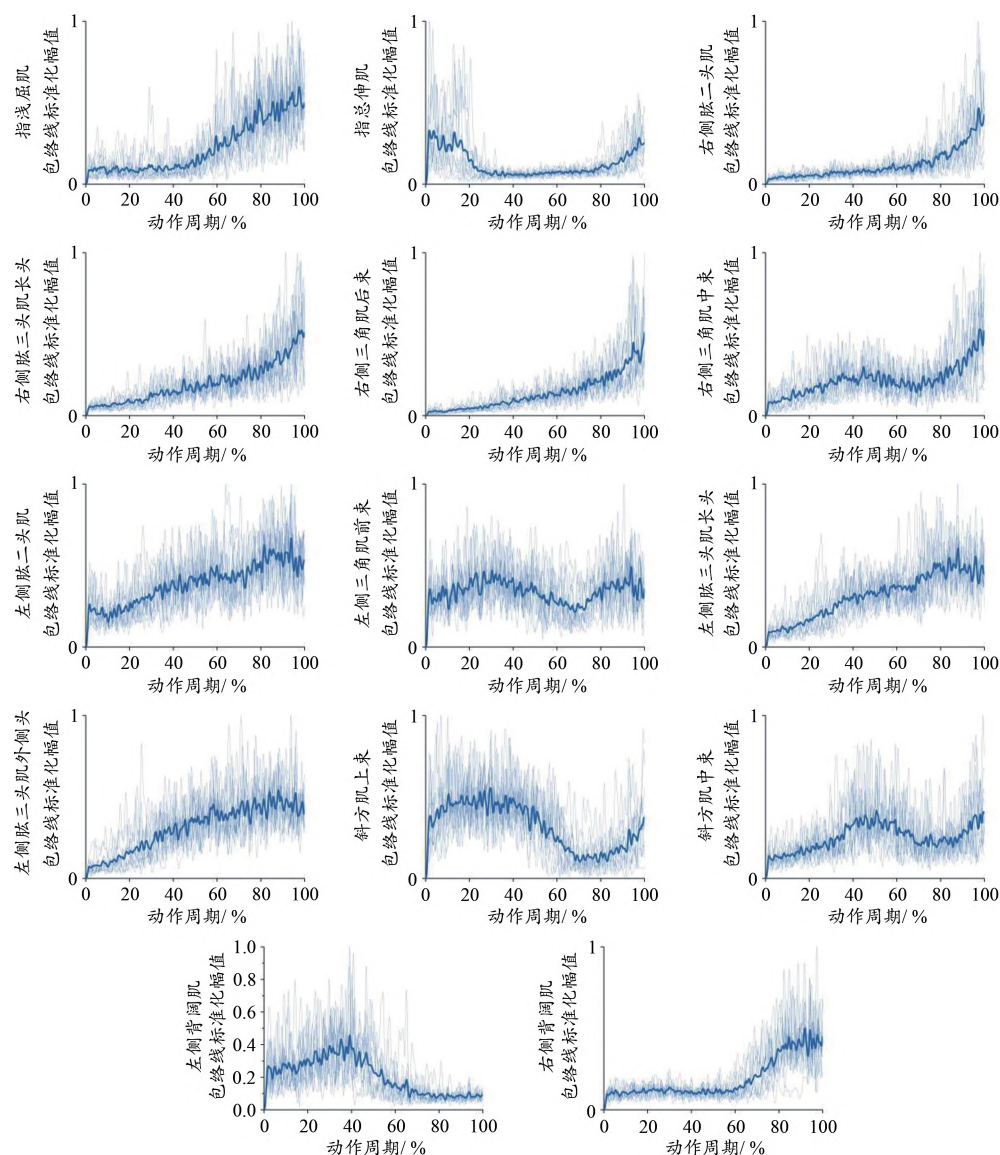 指浅屈肌
包络线标准化幅值
1
0
0 20 40 60 80 100
动作周期/ %
指总伸肌
包络线标准化幅值
1
0
0 20 40 60 80 100
动作周期/ %
右侧肱二头肌
包络线标准化幅值
1
0
0 20 40 60 80 100
动作周期/ %
右侧肱三头肌长头
包络线标准化幅值
1
0
0 20 40 60 80 100
动作周期/ %
右侧三角肌后束
包络线标准化幅值
1
0
0 20 40 60 80 100
动作周期/ %
右侧三角肌中束
包络线标准化幅值
1
0
0 20 40 60 80 100
动作周期/ %
左侧肱二头肌
包络线标准化幅值
1
0
0 20 40 60 80 100
动作周期/ %
左侧三角肌前束
包络线标准化幅值
1
0
0 20 40 60 80 100
动作周期/ %
左侧肱三头肌长头
包络线标准化幅值
1
0
0 20 40 60 80 100
动作周期/ %
左侧肱三头肌外侧头
包络线标准化幅值
1
0
0 20 40 60 80 100
动作周期/ %
斜方肌上束
包络线标准化幅值
1
0
0 20 40 60 80 100
动作周期/ %
斜方肌中束
包络线标准化幅值
1
0
0 20 40 60 80 100
动作周期/ %
左侧背阔肌
包络线标准化幅值
1.0
0.8
0.6
0.4
0.2
0.0
0 20 40 60 80 100
动作周期/ %
右侧背阔肌
包络线标准化幅值
1
0
0 20 40 60 80 100
动作周期/ %